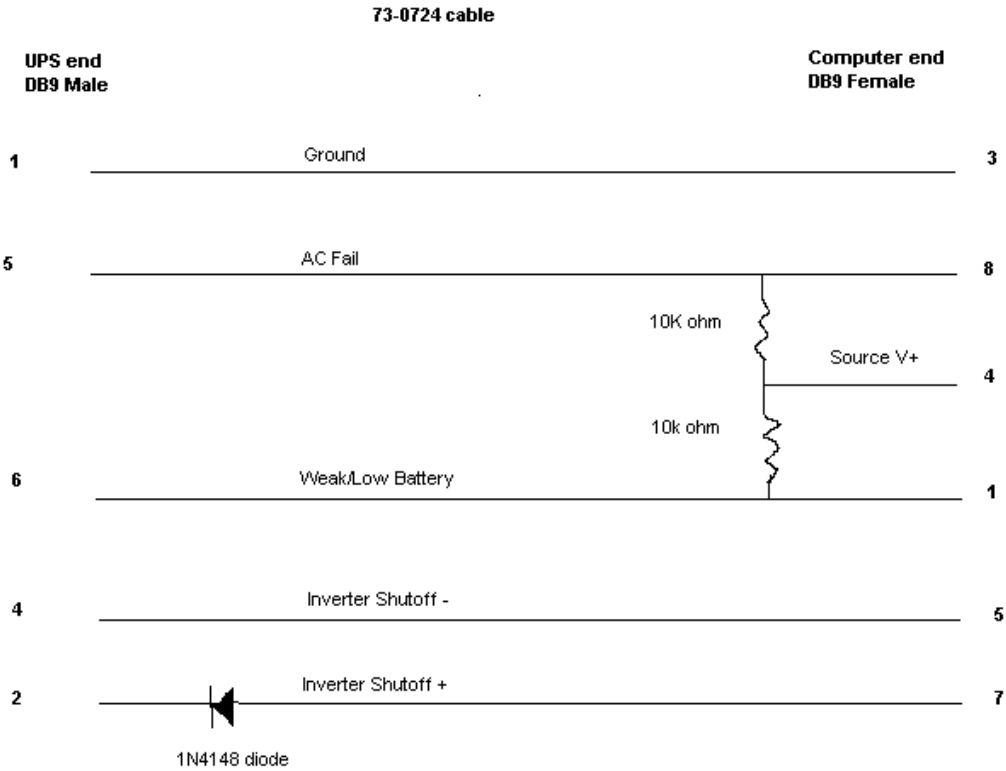 73-0724 cable
UPS end
DB9 Male
Computer end
DB9 Female
1
Ground
3
5
AC Fail
8
10K ohm
Source V+
4
10k ohm
6
Weak/Low Battery
1
4
Inverter Shutoff -
5
2
Inverter Shutoff +
7
1N4148 diode